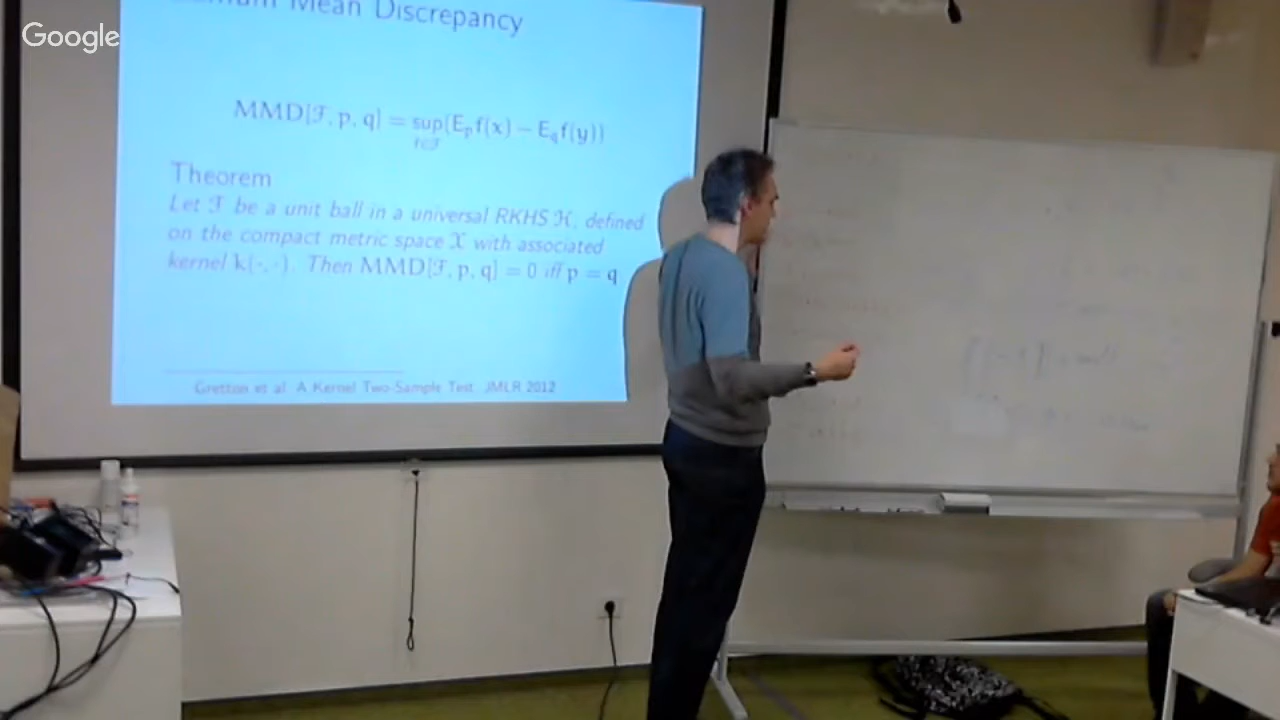 Google
Mean Discrepancy
MMD[ℱ, p, q] = sup(E_p f(x) − E_q f(y))
f∈ℱ
Theorem
Let ℱ be a unit ball in a universal RKHS ℋ, defined
on the compact metric space 𝒳 with associated
kernel k(·, ·). Then MMD[ℱ, p, q] = 0 iff p = q
Gretton et al. A Kernel Two-Sample Test. JMLR 2012